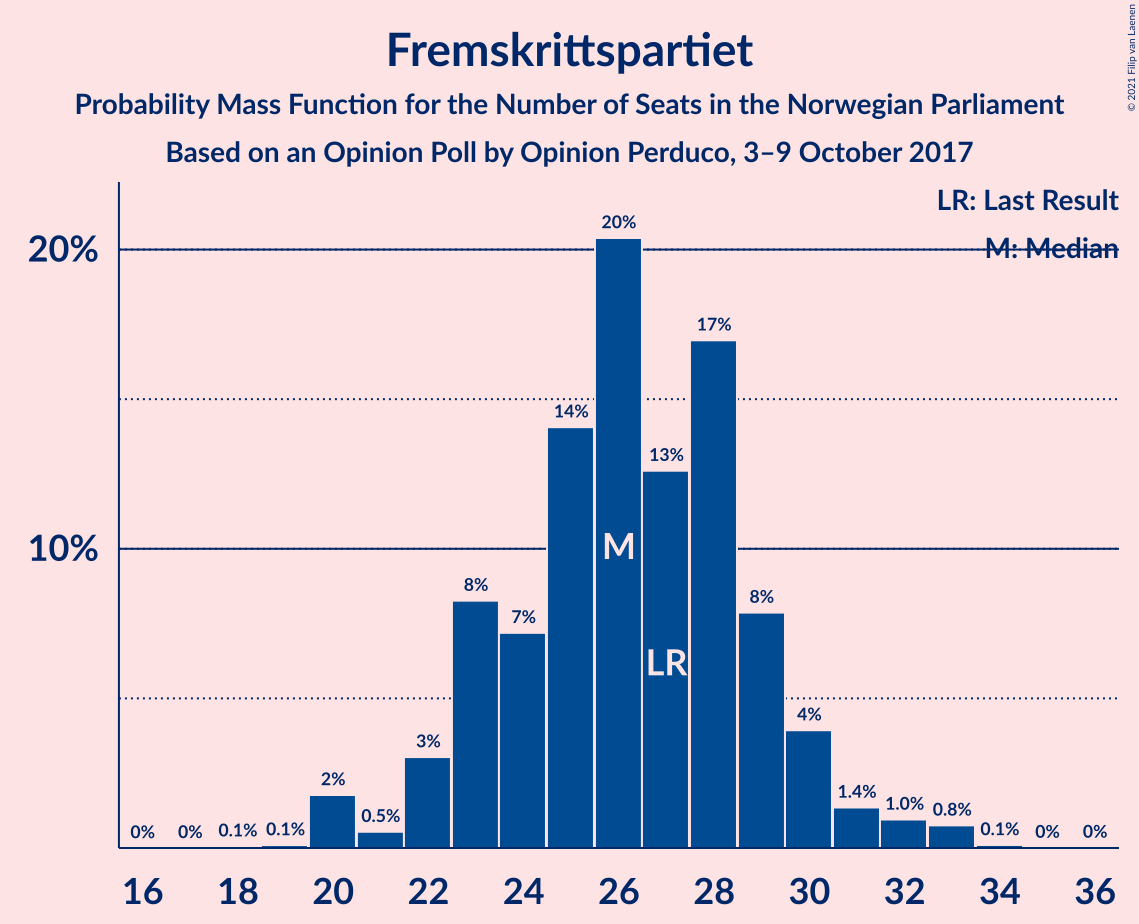 Fremskrittspartiet
Probability Mass Function for the Number of Seats in the Norwegian Parliament
Based on an Opinion Poll by Opinion Perduco, 3–9 October 2017
© 2021 Filip van Laenen
LR: Last Result
M: Median
20%
10%
0%
0%
0.1%
0.1%
2%
0.5%
3%
8%
7%
14%
20%
13%
17%
8%
4%
1.4%
1.0%
0.8%
0.1%
0%
0%
M
LR
16 18 20 22 24 26 28 30 32 34 36